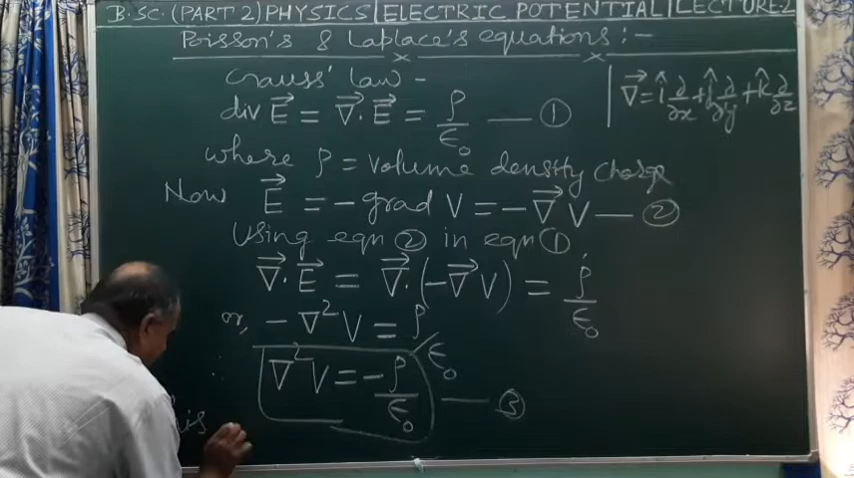 B.SC.(PART 2) PHYSICS | ELECTRIC POTENTIAL | LECTURE-2
Poisson's & Laplace's equations:-
Gauss' law -
div E⃗ = ∇⃗·E⃗ = ρ/ϵ₀ — ①
∇⃗ = î ∂/∂x + ĵ ∂/∂y + k̂ ∂/∂z
where ρ = volume density charge
Now E⃗ = - grad V = -∇⃗ V — ②
Using eqn ② in eqn ①
∇⃗·E⃗ = ∇⃗·(-∇⃗ V) = ρ/ϵ₀
or, -∇²V = ρ/ϵ₀
∇²V = -ρ/ϵ₀ — ③